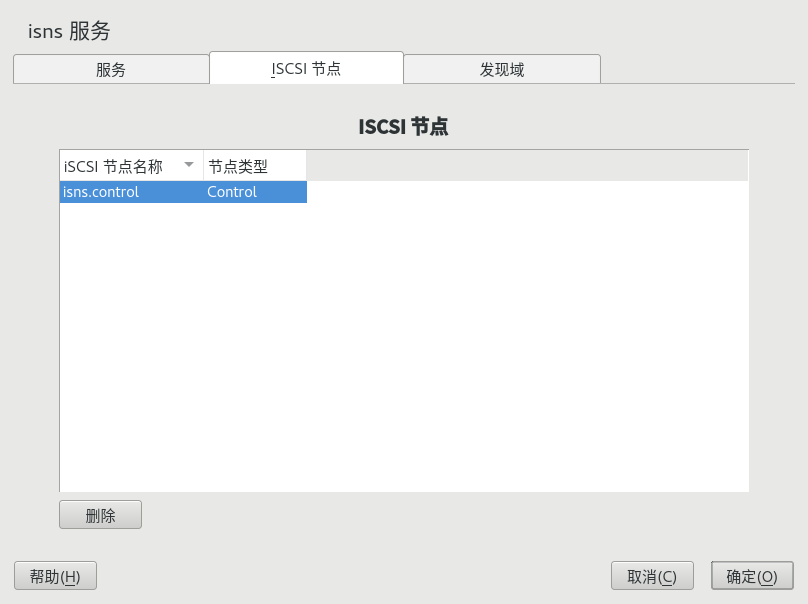 isns 服务
服务 ISCSI 节点 发现域
ISCSI 节点
iSCSI 节点名称 节点类型
isns.control Control
删除
帮助(H) 取消(C) 确定(O)